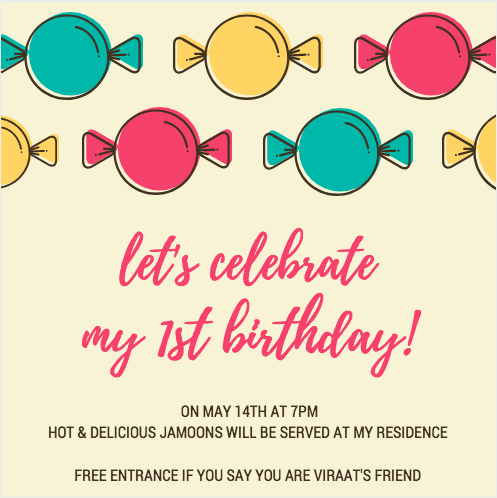 let's celebrate
my 1st birthday!
ON MAY 14TH AT 7PM
HOT & DELICIOUS JAMOONS WILL BE SERVED AT MY RESIDENCE
FREE ENTRANCE IF YOU SAY YOU ARE VIRAAT'S FRIEND